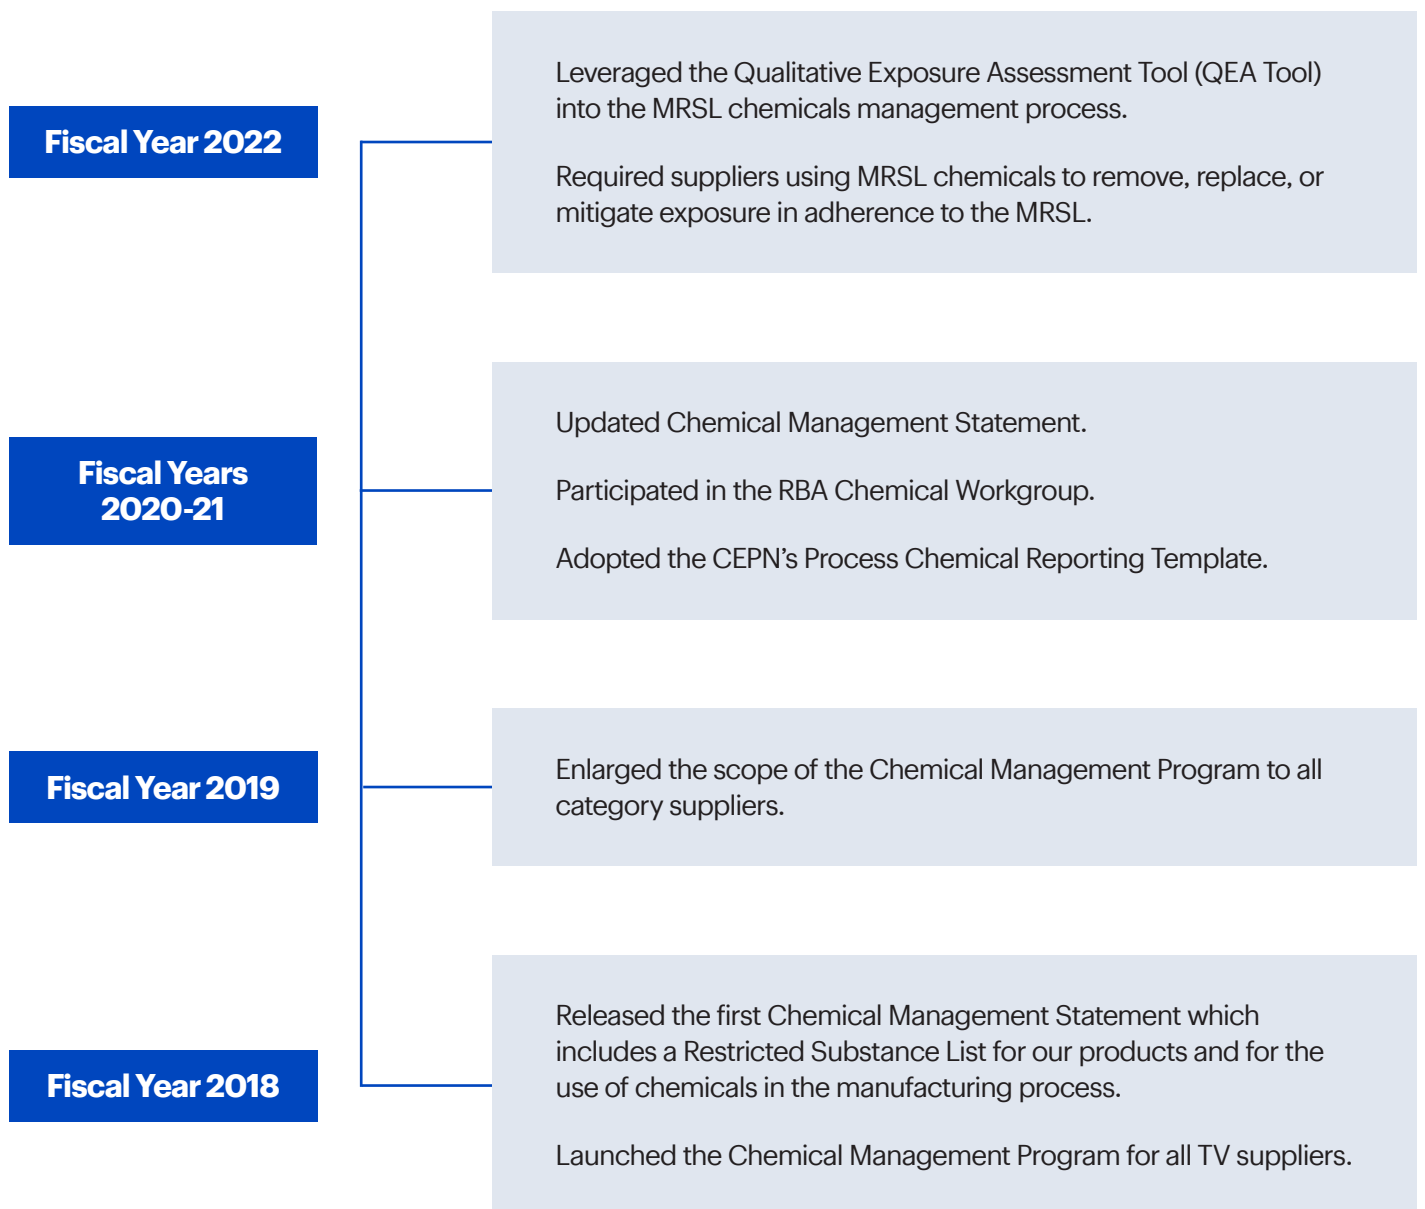 Fiscal Year 2022
Leveraged the Qualitative Exposure Assessment Tool (QEA Tool)
into the MRSL chemicals management process.
Required suppliers using MRSL chemicals to remove, replace, or
mitigate exposure in adherence to the MRSL.
Fiscal Years
2020-21
Updated Chemical Management Statement.
Participated in the RBA Chemical Workgroup.
Adopted the CEPN’s Process Chemical Reporting Template.
Fiscal Year 2019
Enlarged the scope of the Chemical Management Program to all
category suppliers.
Fiscal Year 2018
Released the first Chemical Management Statement which
includes a Restricted Substance List for our products and for the
use of chemicals in the manufacturing process.
Launched the Chemical Management Program for all TV suppliers.